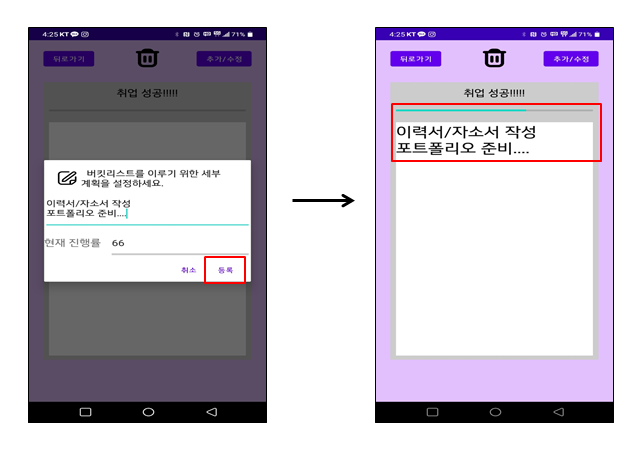 4:25 KT
71%
뒤로가기
추가/수정
취업 성공!!!!!
버킷리스트를 이루기 위한 세부
계획을 설정하세요.
이력서/자소서 작성
포트폴리오 준비....
현재 진행률 66
취소
등록
4:25 KT
71%
뒤로가기
추가/수정
취업 성공!!!!!
이력서/자소서 작성
포트폴리오 준비....